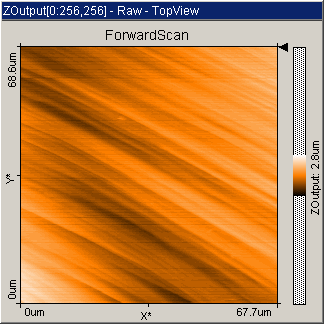 ZOutput[0:256,256] - Raw - TopView
ForwardScan
68.6um
Y*
0um
0um
X*
67.7um
ZOutput: 2.8um